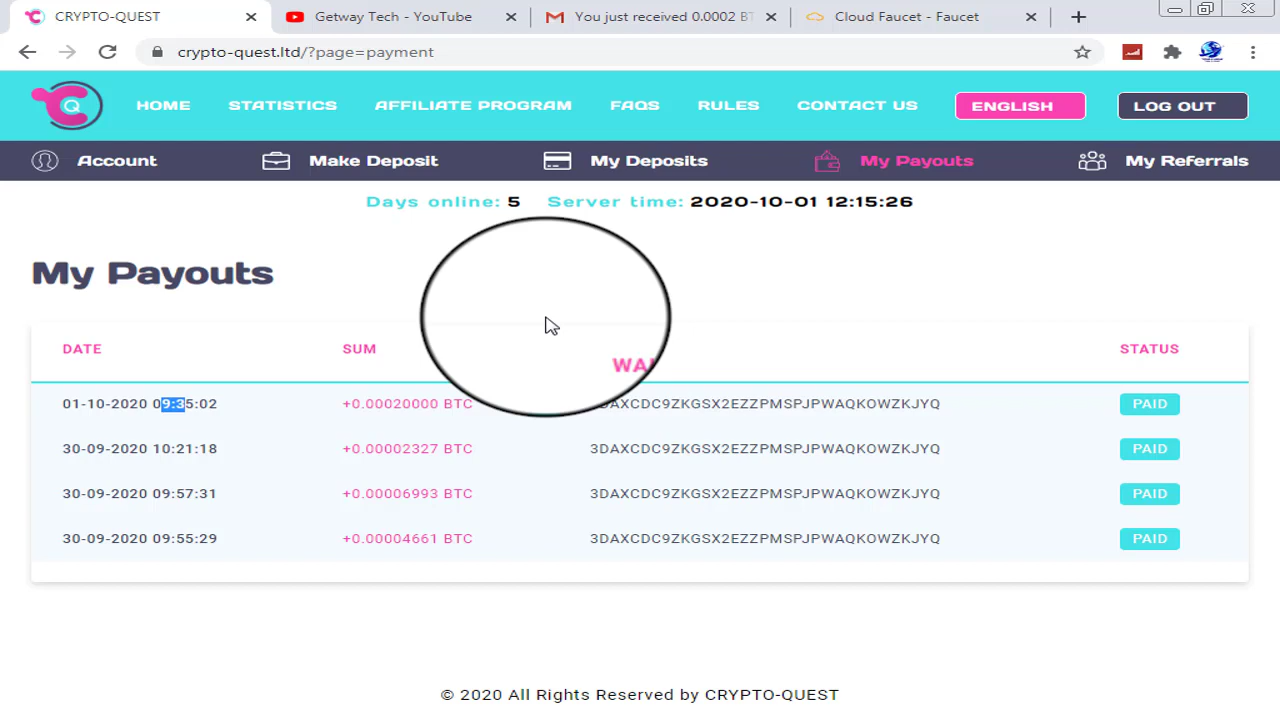 CRYPTO-QUEST Getway Tech - YouTube You just received 0.0002 BT Cloud Faucet - Faucet
crypto-quest.ltd/?page=payment
Q HOME STATISTICS AFFILIATE PROGRAM FAQS RULES CONTACT US ENGLISH LOG OUT
Account Make Deposit My Deposits My Payouts My Referrals
Days online: 5 Server time: 2020-10-01 12:15:26
My Payouts
DATE SUM WAL STATUS
01-10-2020 09:35:02 +0.00020000 BTC DAXCDC9ZKGSX2EZZPMSPJPWAQKOWZKJYQ PAID
30-09-2020 10:21:18 +0.00002327 BTC 3DAXCDC9ZKGSX2EZZPMSPJPWAQKOWZKJYQ PAID
30-09-2020 09:57:31 +0.00006993 BTC 3DAXCDC9ZKGSX2EZZPMSPJPWAQKOWZKJYQ PAID
30-09-2020 09:55:29 +0.00004661 BTC 3DAXCDC9ZKGSX2EZZPMSPJPWAQKOWZKJYQ PAID
© 2020 All Rights Reserved by CRYPTO-QUEST